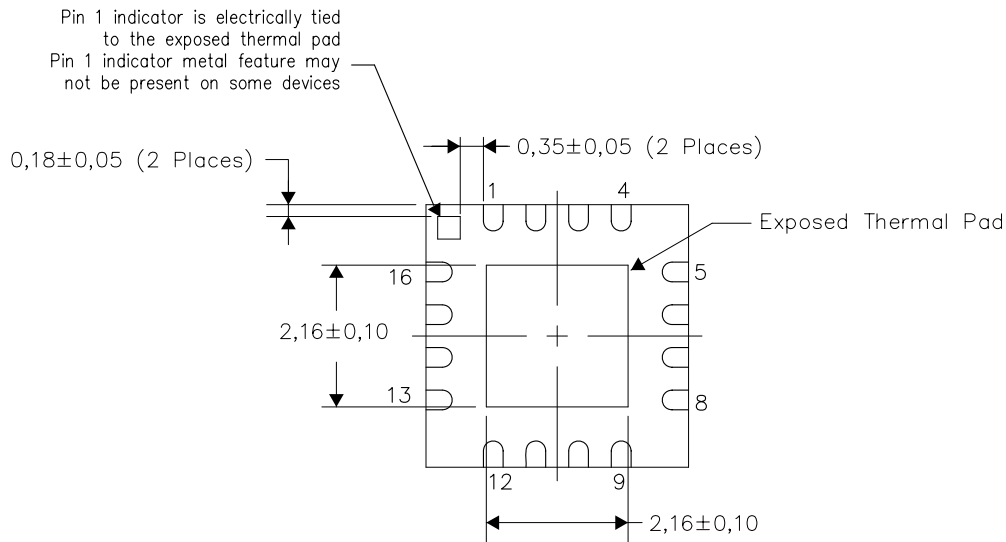 Pin 1 indicator is electrically tied
to the exposed thermal pad
Pin 1 indicator metal feature may
not be present on some devices
0,18±0,05 (2 Places)
0,35±0,05 (2 Places)
1
4
Exposed Thermal Pad
16
5
2,16±0,10
13
8
12
9
2,16±0,10